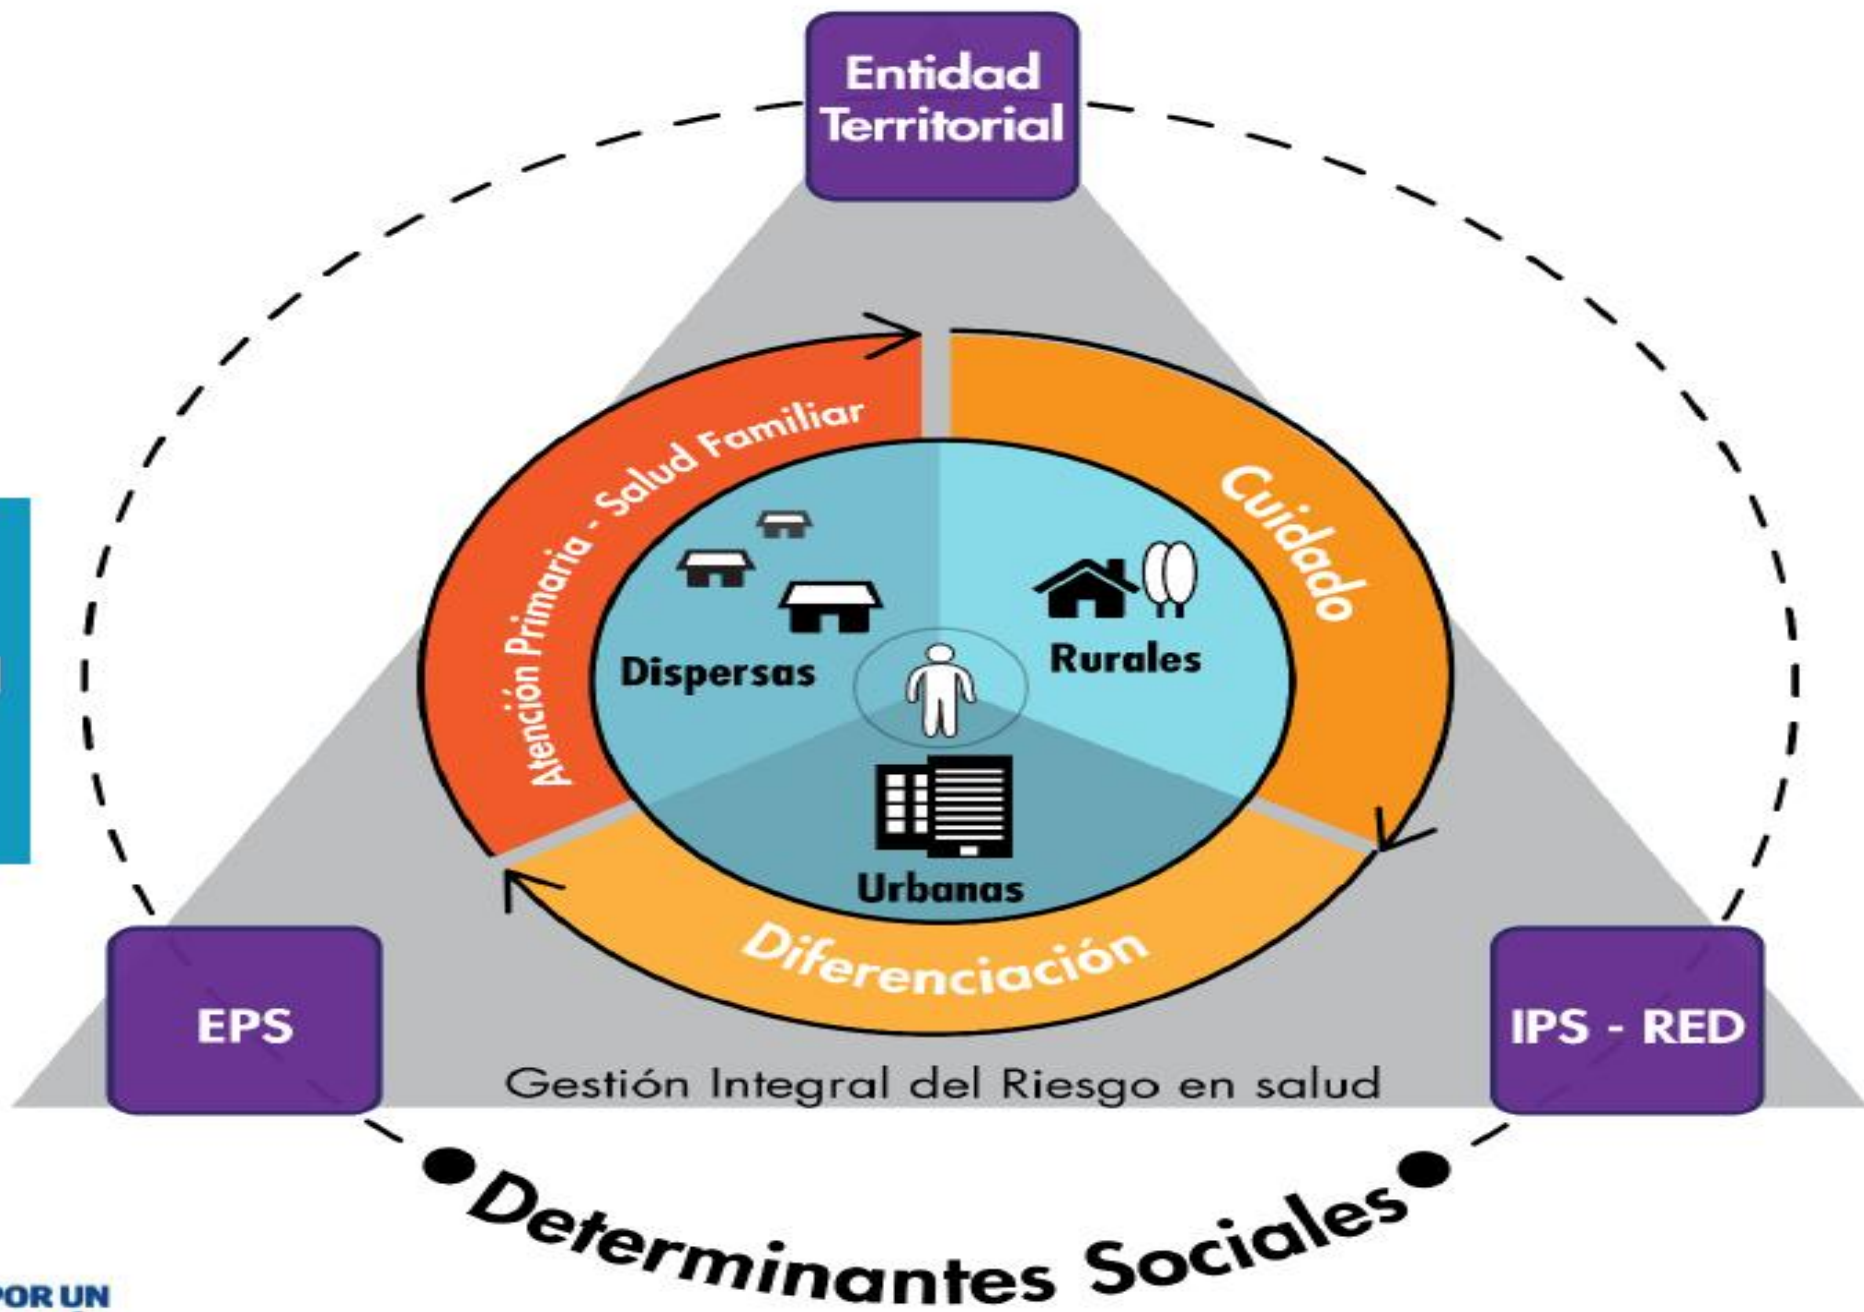 Entidad
Territorial
Atención Primaria - Salud Familiar
Cuidado
Dispersas
Rurales
Urbanas
Diferenciación
EPS
IPS - RED
Gestión Integral del Riesgo en salud
Determinantes Sociales
POR UN